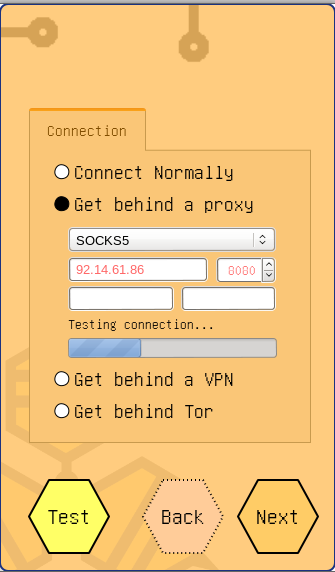 Connection
Connect Normally
Get behind a proxy
SOCKS5
92.14.61.86 8080
Testing connection...
Get behind a VPN
Get behind Tor
Test Back Next